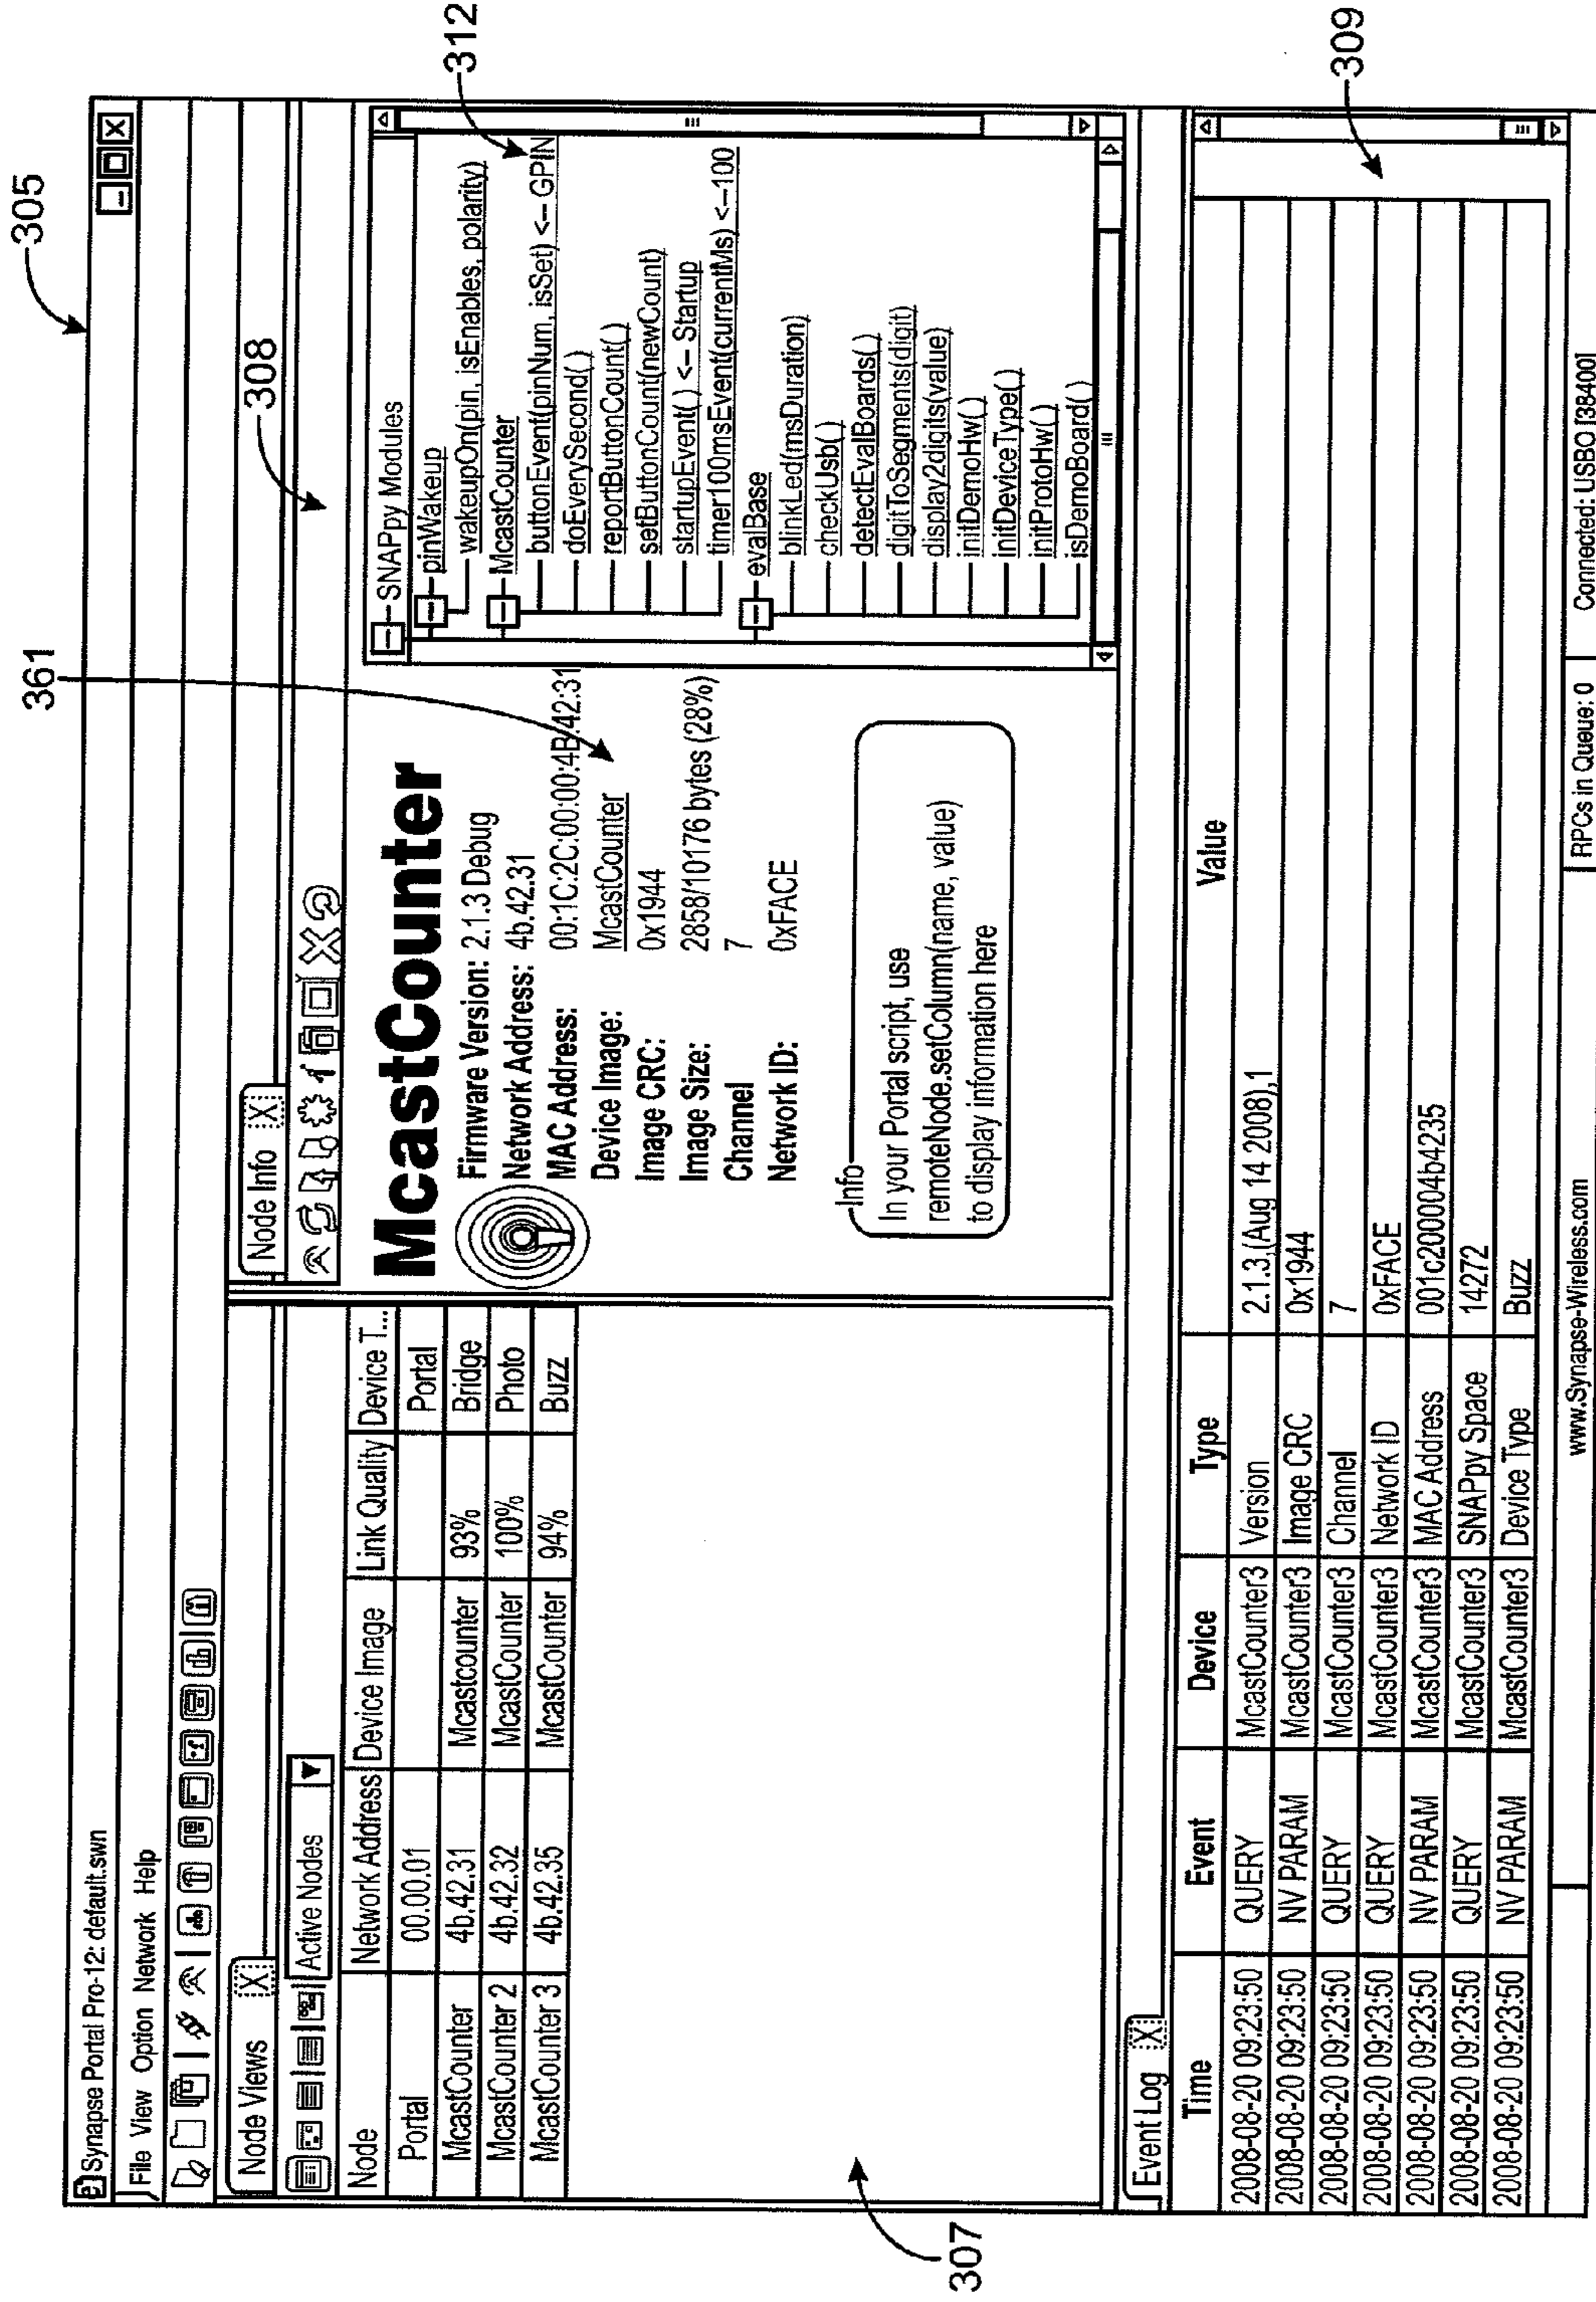 305
Synapse Portal Pro-12: default.swn
File View Option Network Help
308
361
312
Node Views X
Active Nodes
Node Network Address Device Image Link Quality Device T...
Portal 00.00.01 Portal
McastCounter 4b.42.31 Mcastcounter 93% Bridge
McastCounter 2 4b.42.32 McastCounter 100% Photo
McastCounter 3 4b.42.35 McastCounter 94% Buzz
307
Node Info X
McastCounter
Firmware Version: 2.1.3 Debug
Network Address: 4b.42.31
MAC Address: 00:1C:2C:00:00:4B:42:31
Device Image: McastCounter
Image CRC: 0x1944
Image Size: 2858/10176 bytes (28%)
Channel 7
Network ID: 0xFACE
Info
In your Portal script, use
remoteNode.setColumn(name, value)
to display information here
SNAPpy Modules
pinWakeup
wakeupOn(pin, isEnables, polarity)
McastCounter
buttonEvent(pinNum, isSet) <-- GPIN
doEverySecond( )
reportButtonCount( )
setButtonCount(newCount)
startupEvent( ) <-- Startup
timer100msEvent(currentMs) <--100
evalBase
blinkLed(msDuration)
checkUsb( )
detectEvalBoards( )
digitToSegments(digit)
display2digits(value)
initDemoHw( )
initDeviceType( )
initProtoHw( )
isDemoBoard( )
Event Log X
Time Event Device Type Value
2008-08-20 09:23:50 QUERY McastCounter3 Version 2.1.3,(Aug 14 2008),1
2008-08-20 09:23:50 NV PARAM McastCounter3 Image CRC 0x1944
2008-08-20 09:23:50 QUERY McastCounter3 Channel 7
2008-08-20 09:23:50 QUERY McastCounter3 Network ID 0xFACE
2008-08-20 09:23:50 NV PARAM McastCounter3 MAC Address 001c200004b4235
2008-08-20 09:23:50 QUERY McastCounter3 SNAPpy Space 14272
2008-08-20 09:23:50 NV PARAM McastCounter3 Device Type Buzz
309
www.Synapse-Wireless.com RPCs in Queue: 0 Connected: USBO [38400]